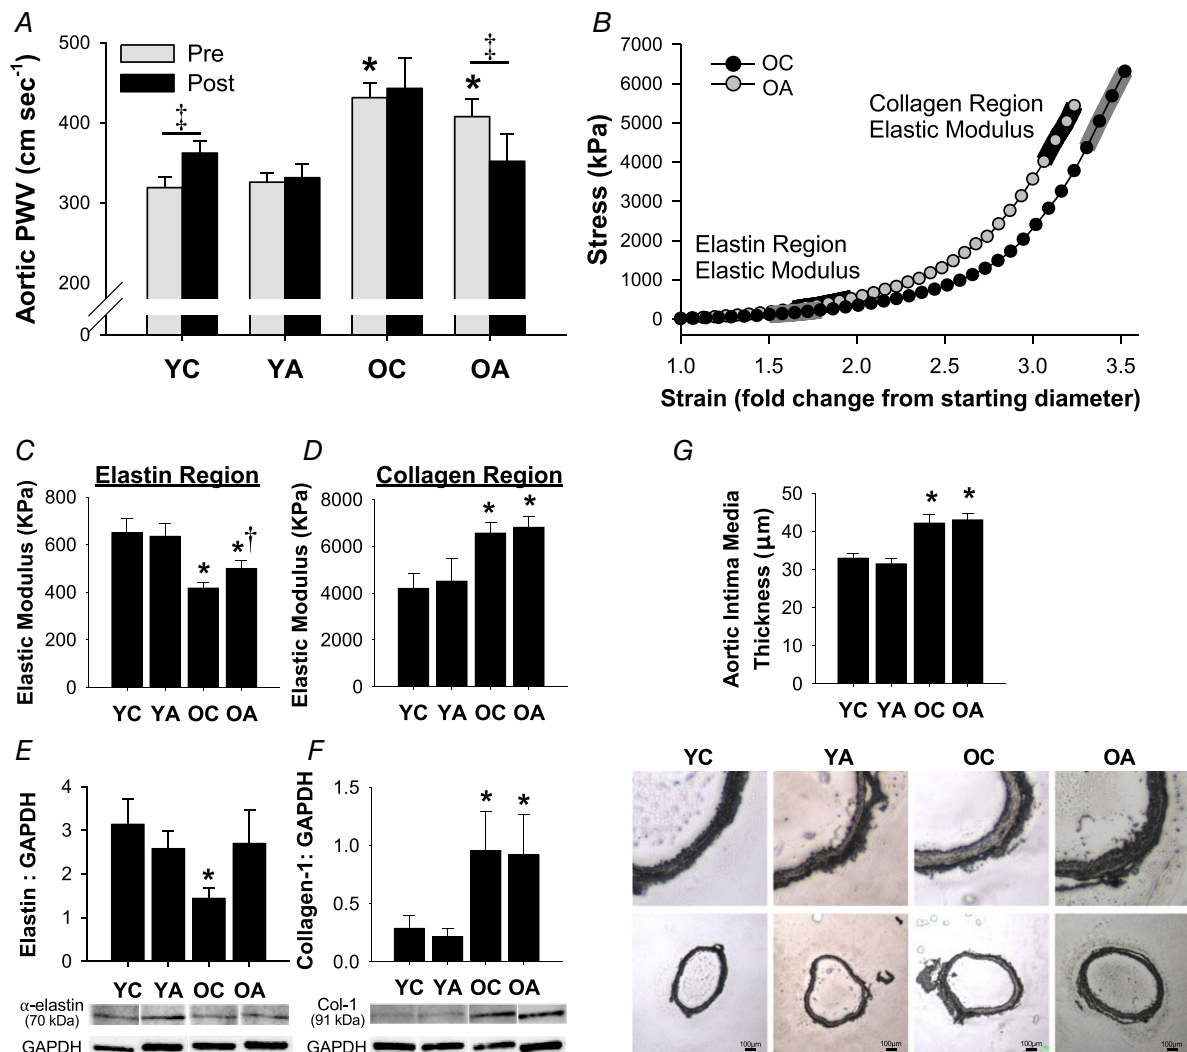 A
Aortic PWV (cm sec-1)
500
400
300
200
0
Pre
Post
‡
*
*
‡
YC YA OC OA
B
Stress (kPa)
7000
6000
5000
4000
3000
2000
1000
0
OC
OA
Collagen Region
Elastic Modulus
Elastin Region
Elastic Modulus
1.0 1.5 2.0 2.5 3.0 3.5
Strain (fold change from starting diameter)
C
Elastin Region
Elastic Modulus (KPa)
800
600
400
200
0
*
*†
YC YA OC OA
D
Collagen Region
Elastic Modulus (KPa)
8000
6000
4000
2000
0
*
*
YC YA OC OA
E
Elastin : GAPDH
4
3
2
1
0
*
YC YA OC OA
α-elastin
(70 kDa)
GAPDH
F
Collagen-1: GAPDH
1.5
1.0
0.5
0.0
*
*
YC YA OC OA
Col-1
(91 kDa)
GAPDH
G
Aortic Intima Media
Thickness (μm)
50
40
30
20
10
0
*
*
YC YA OC OA
YC YA OC OA
100μm
100μm
100μm
100μm